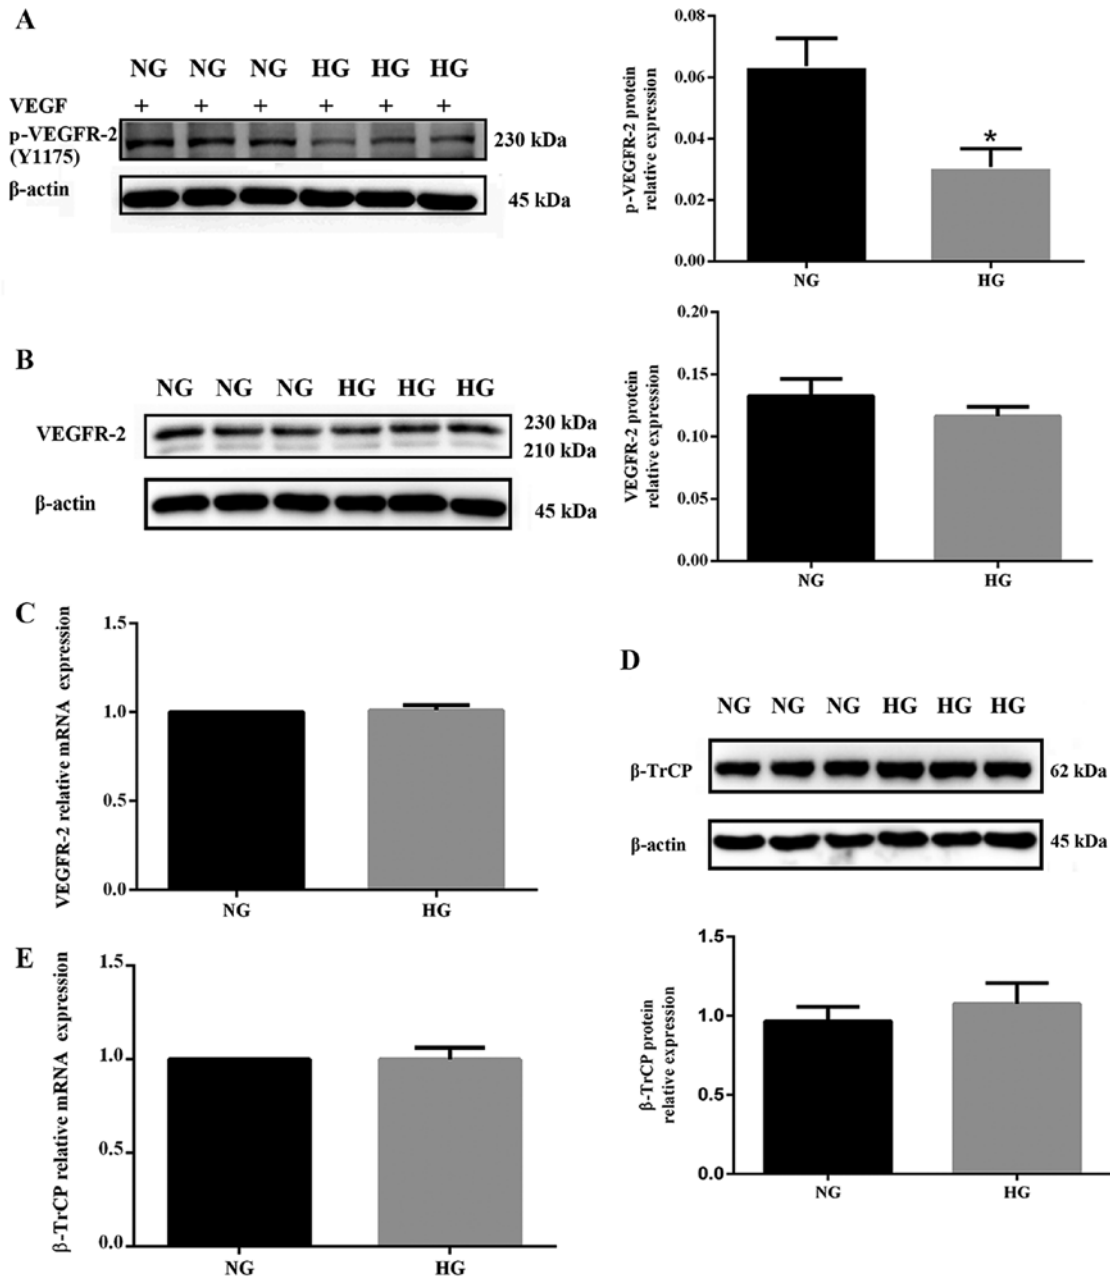 A
NG NG NG HG HG HG
VEGF + + + + + +
p-VEGFR-2
(Y1175)
230 kDa
β-actin
45 kDa
p-VEGFR-2 protein
relative expression
0.08
0.06
0.04
0.02
0.00
*
NG HG
B
NG NG NG HG HG HG
VEGFR-2
230 kDa
210 kDa
β-actin
45 kDa
VEGFR-2 protein
relative expression
0.20
0.15
0.10
0.05
0.00
NG HG
C
VEGFR-2 relative mRNA expression
1.5
1.0
0.5
0.0
NG HG
D
NG NG NG HG HG HG
β-TrCP 62 kDa
β-actin 45 kDa
β-TrCP protein
relative expression
1.5
1.0
0.5
0.0
NG HG
E
β-TrCP relative mRNA expression
1.5
1.0
0.5
0.0
NG HG